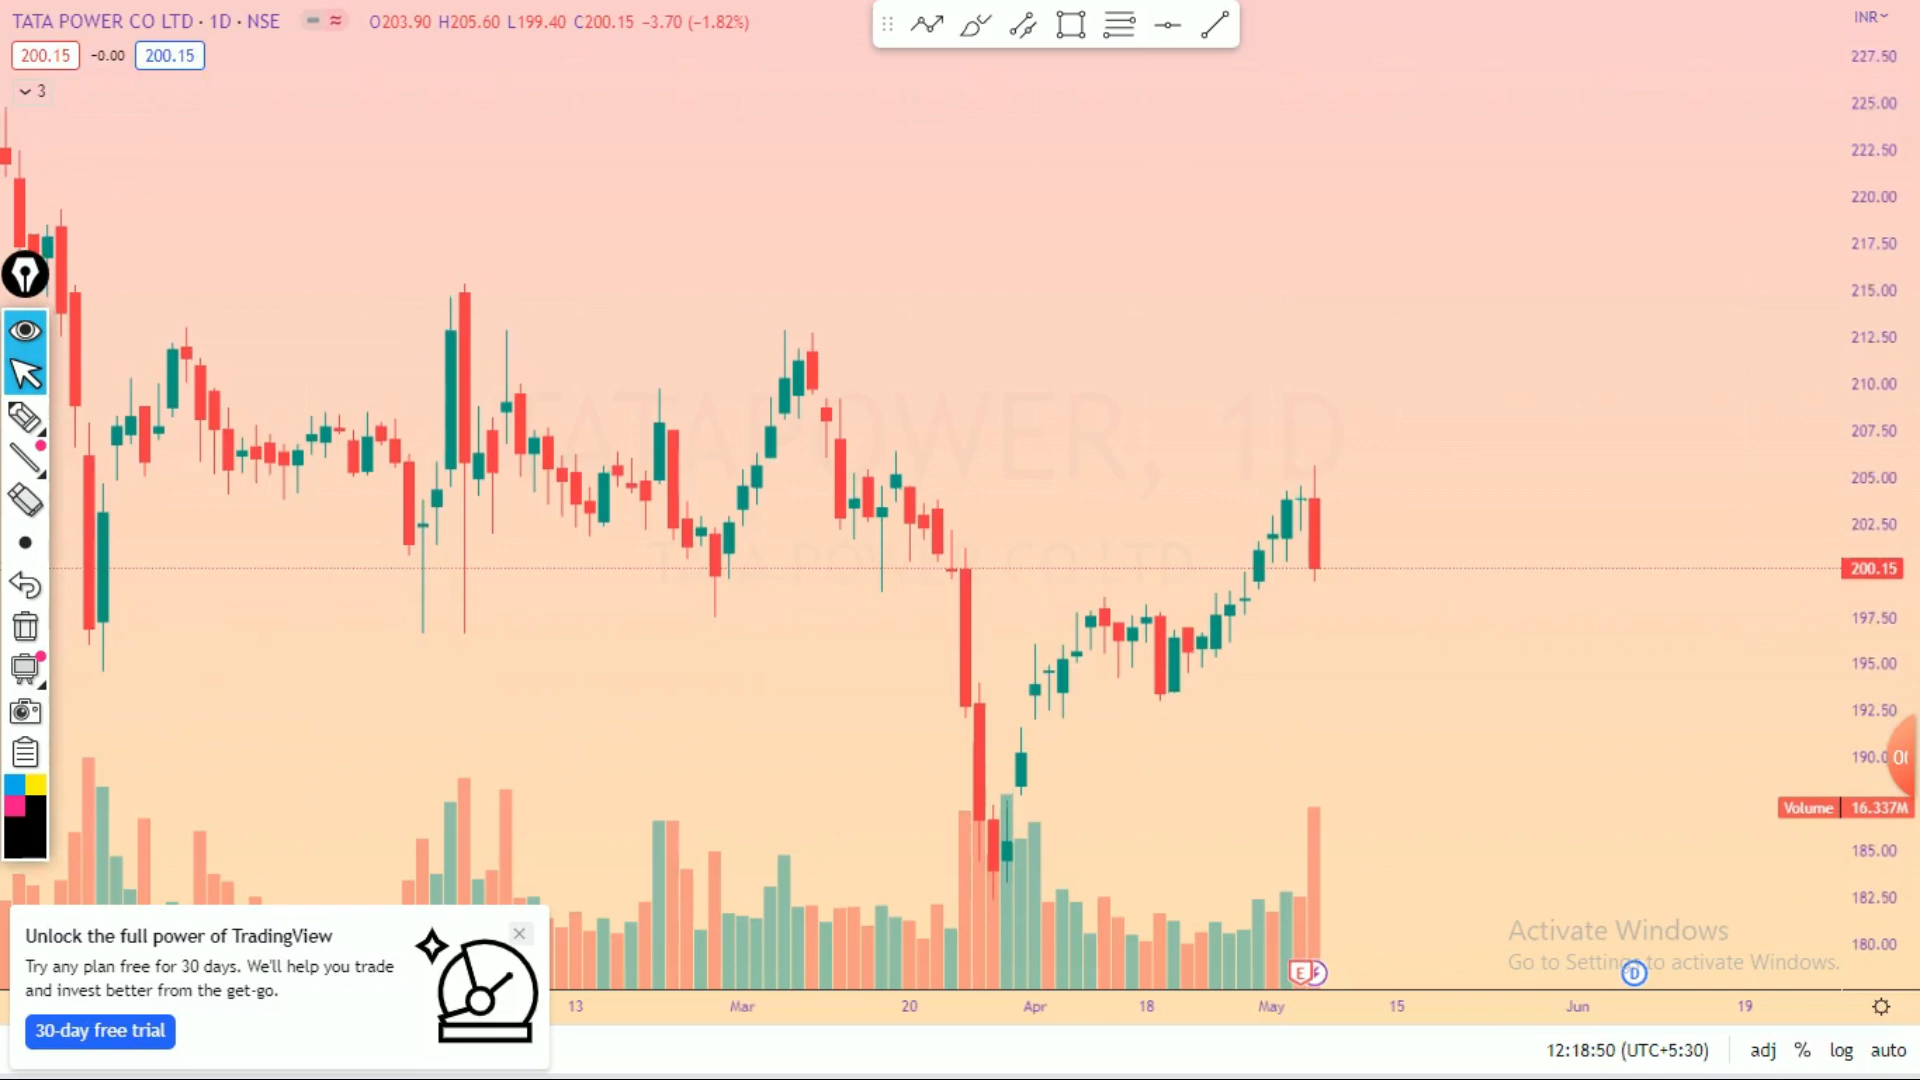 TATA POWER CO LTD · 1D · NSE
O203.90 H205.60 L199.40 C200.15 −3.70 (−1.82%)
INR
200.15 −0.00 200.15
3
227.50
225.00
222.50
220.00
217.50
215.00
212.50
210.00
207.50
205.00
202.50
200.15
197.50
195.00
192.50
190.0
Volume 16.337M
185.00
182.50
180.00
TATAPOWER, 1D
TATA POWER CO LTD
Activate Windows
Go to Settings to activate Windows.
E
D
Unlock the full power of TradingView
Try any plan free for 30 days. We'll help you trade
and invest better from the get-go.
30-day free trial
13 Mar 20 Apr 18 May 15 Jun 19
12:18:50 (UTC+5:30) adj % log auto